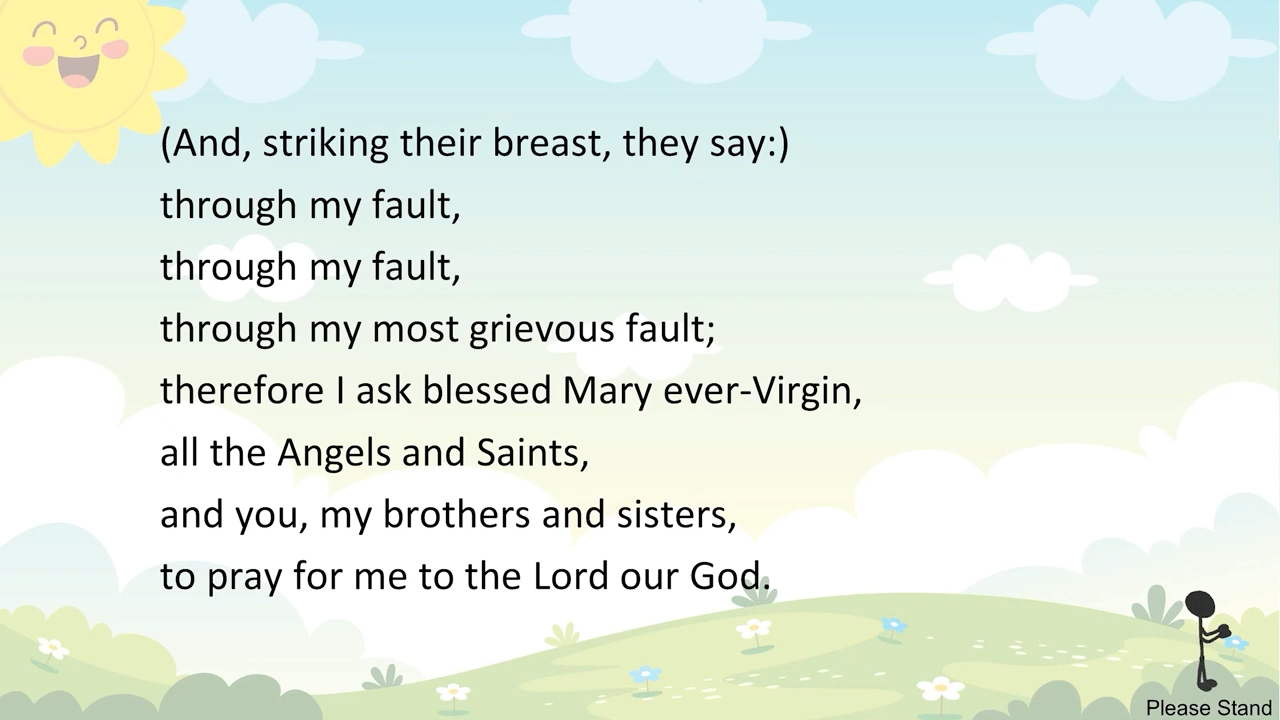 (And, striking their breast, they say:)
through my fault,
through my fault,
through my most grievous fault;
therefore I ask blessed Mary ever-Virgin,
all the Angels and Saints,
and you, my brothers and sisters,
to pray for me to the Lord our God.
Please Stand